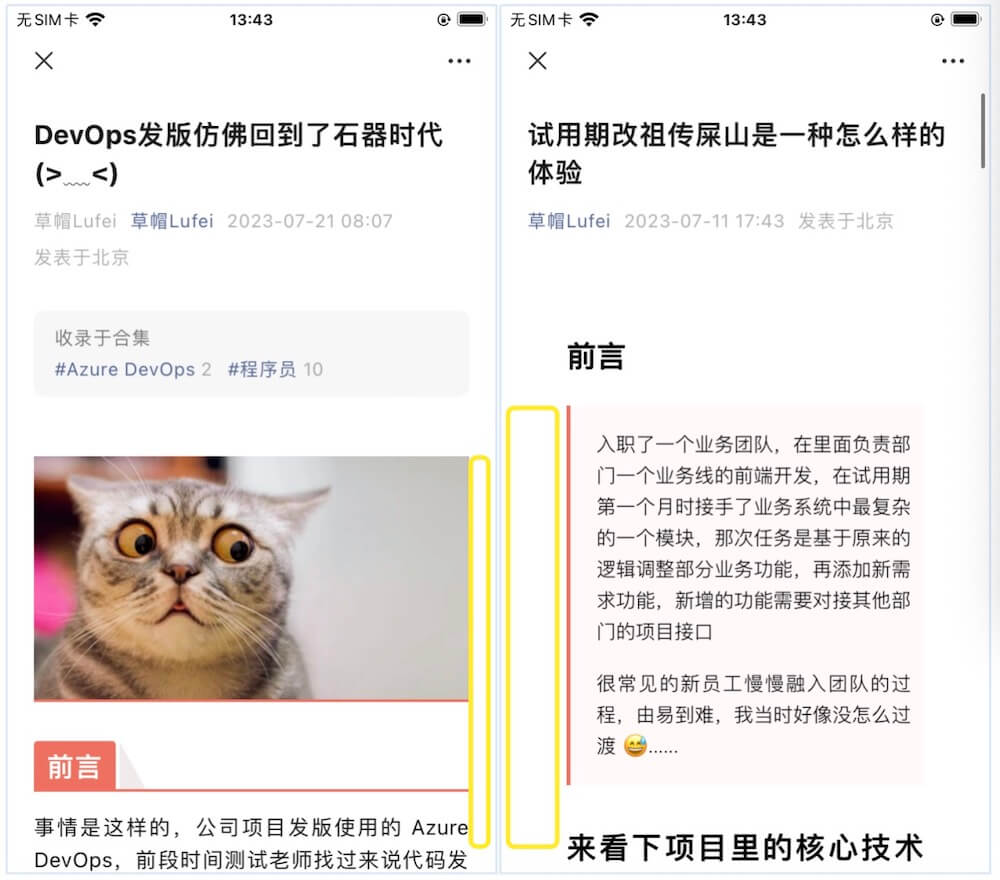 无SIM卡 13:43
DevOps发版仿佛回到了石器时代
(>﹏<)
草帽Lufei 草帽Lufei 2023-07-21 08:07
发表于北京
收录于合集
#Azure DevOps 2 #程序员 10
前言
事情是这样的，公司项目发版使用的 Azure
DevOps，前段时间测试老师找过来说代码发
无SIM卡 13:43
试用期改祖传屎山是一种怎么样的
体验
草帽Lufei 2023-07-11 17:43 发表于北京
前言
入职了一个业务团队，在里面负责部
门一个业务线的前端开发，在试用期
第一个月时接手了业务系统中最复杂
的一个模块，那次任务是基于原来的
逻辑调整部分业务功能，再添加新需
求功能，新增的功能需要对接其他部
门的项目接口
很常见的新员工慢慢融入团队的过
程，由易到难，我当时好像没怎么过
渡 😅......
来看下项目里的核心技术